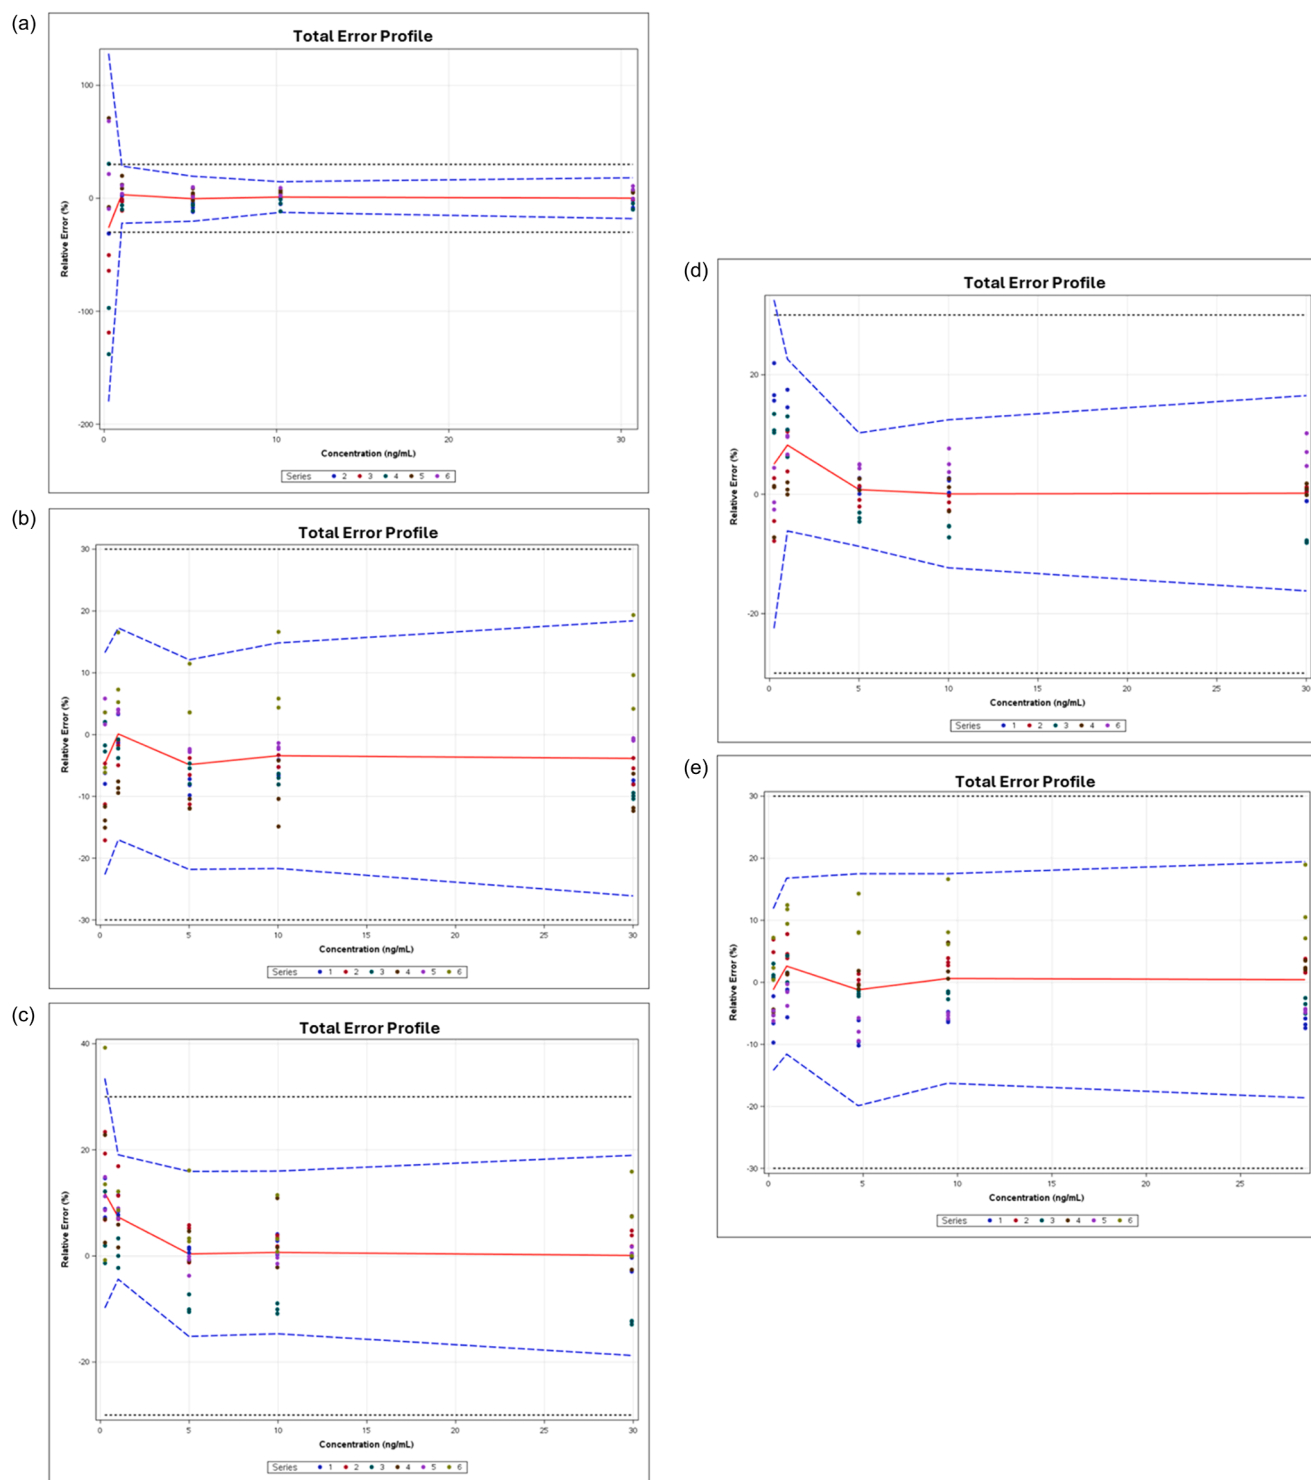 (a)
Total Error Profile
Relative Error (%)
100
0
-100
-200
0 10 20 30
Concentration (ng/mL)
Series 2 3 4 5 6
(b)
Total Error Profile
Relative Error (%)
30
20
10
0
-10
-20
-30
0 5 10 15 20 25 30
Concentration (ng/mL)
Series 1 2 3 4 5 6
(c)
Total Error Profile
Relative Error (%)
40
20
0
-20
0 5 10 15 20 25 30
Concentration (ng/mL)
Series 1 2 3 4 5 6
(d)
Total Error Profile
Relative Error (%)
20
0
-20
0 5 10 15 20 25 30
Concentration (ng/mL)
Series 1 2 3 4 6
(e)
Total Error Profile
Relative Error (%)
30
20
10
0
-10
-20
-30
0 5 10 15 20 25
Concentration (ng/mL)
Series 1 2 3 4 5 6